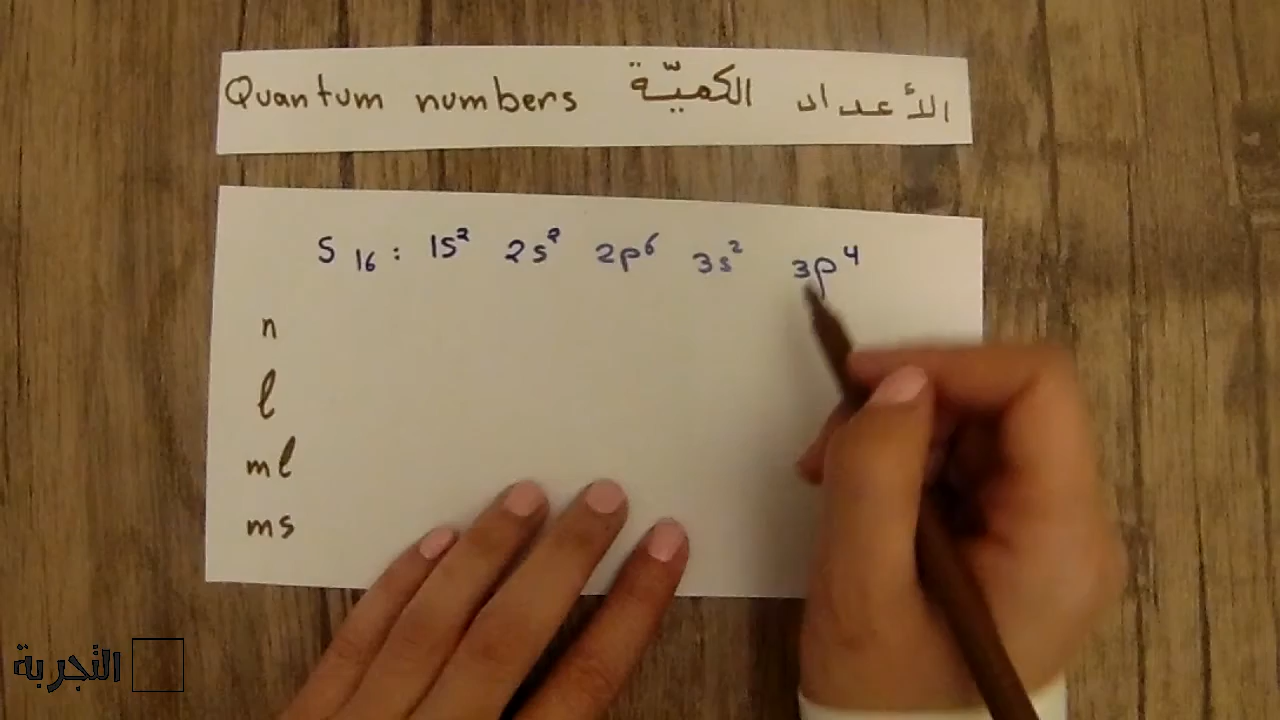 Quantum numbers الأعداد الكميّة
S 16 : 1s² 2s² 2p⁶ 3s² 3p⁴
n
l
ml
ms
التجربة